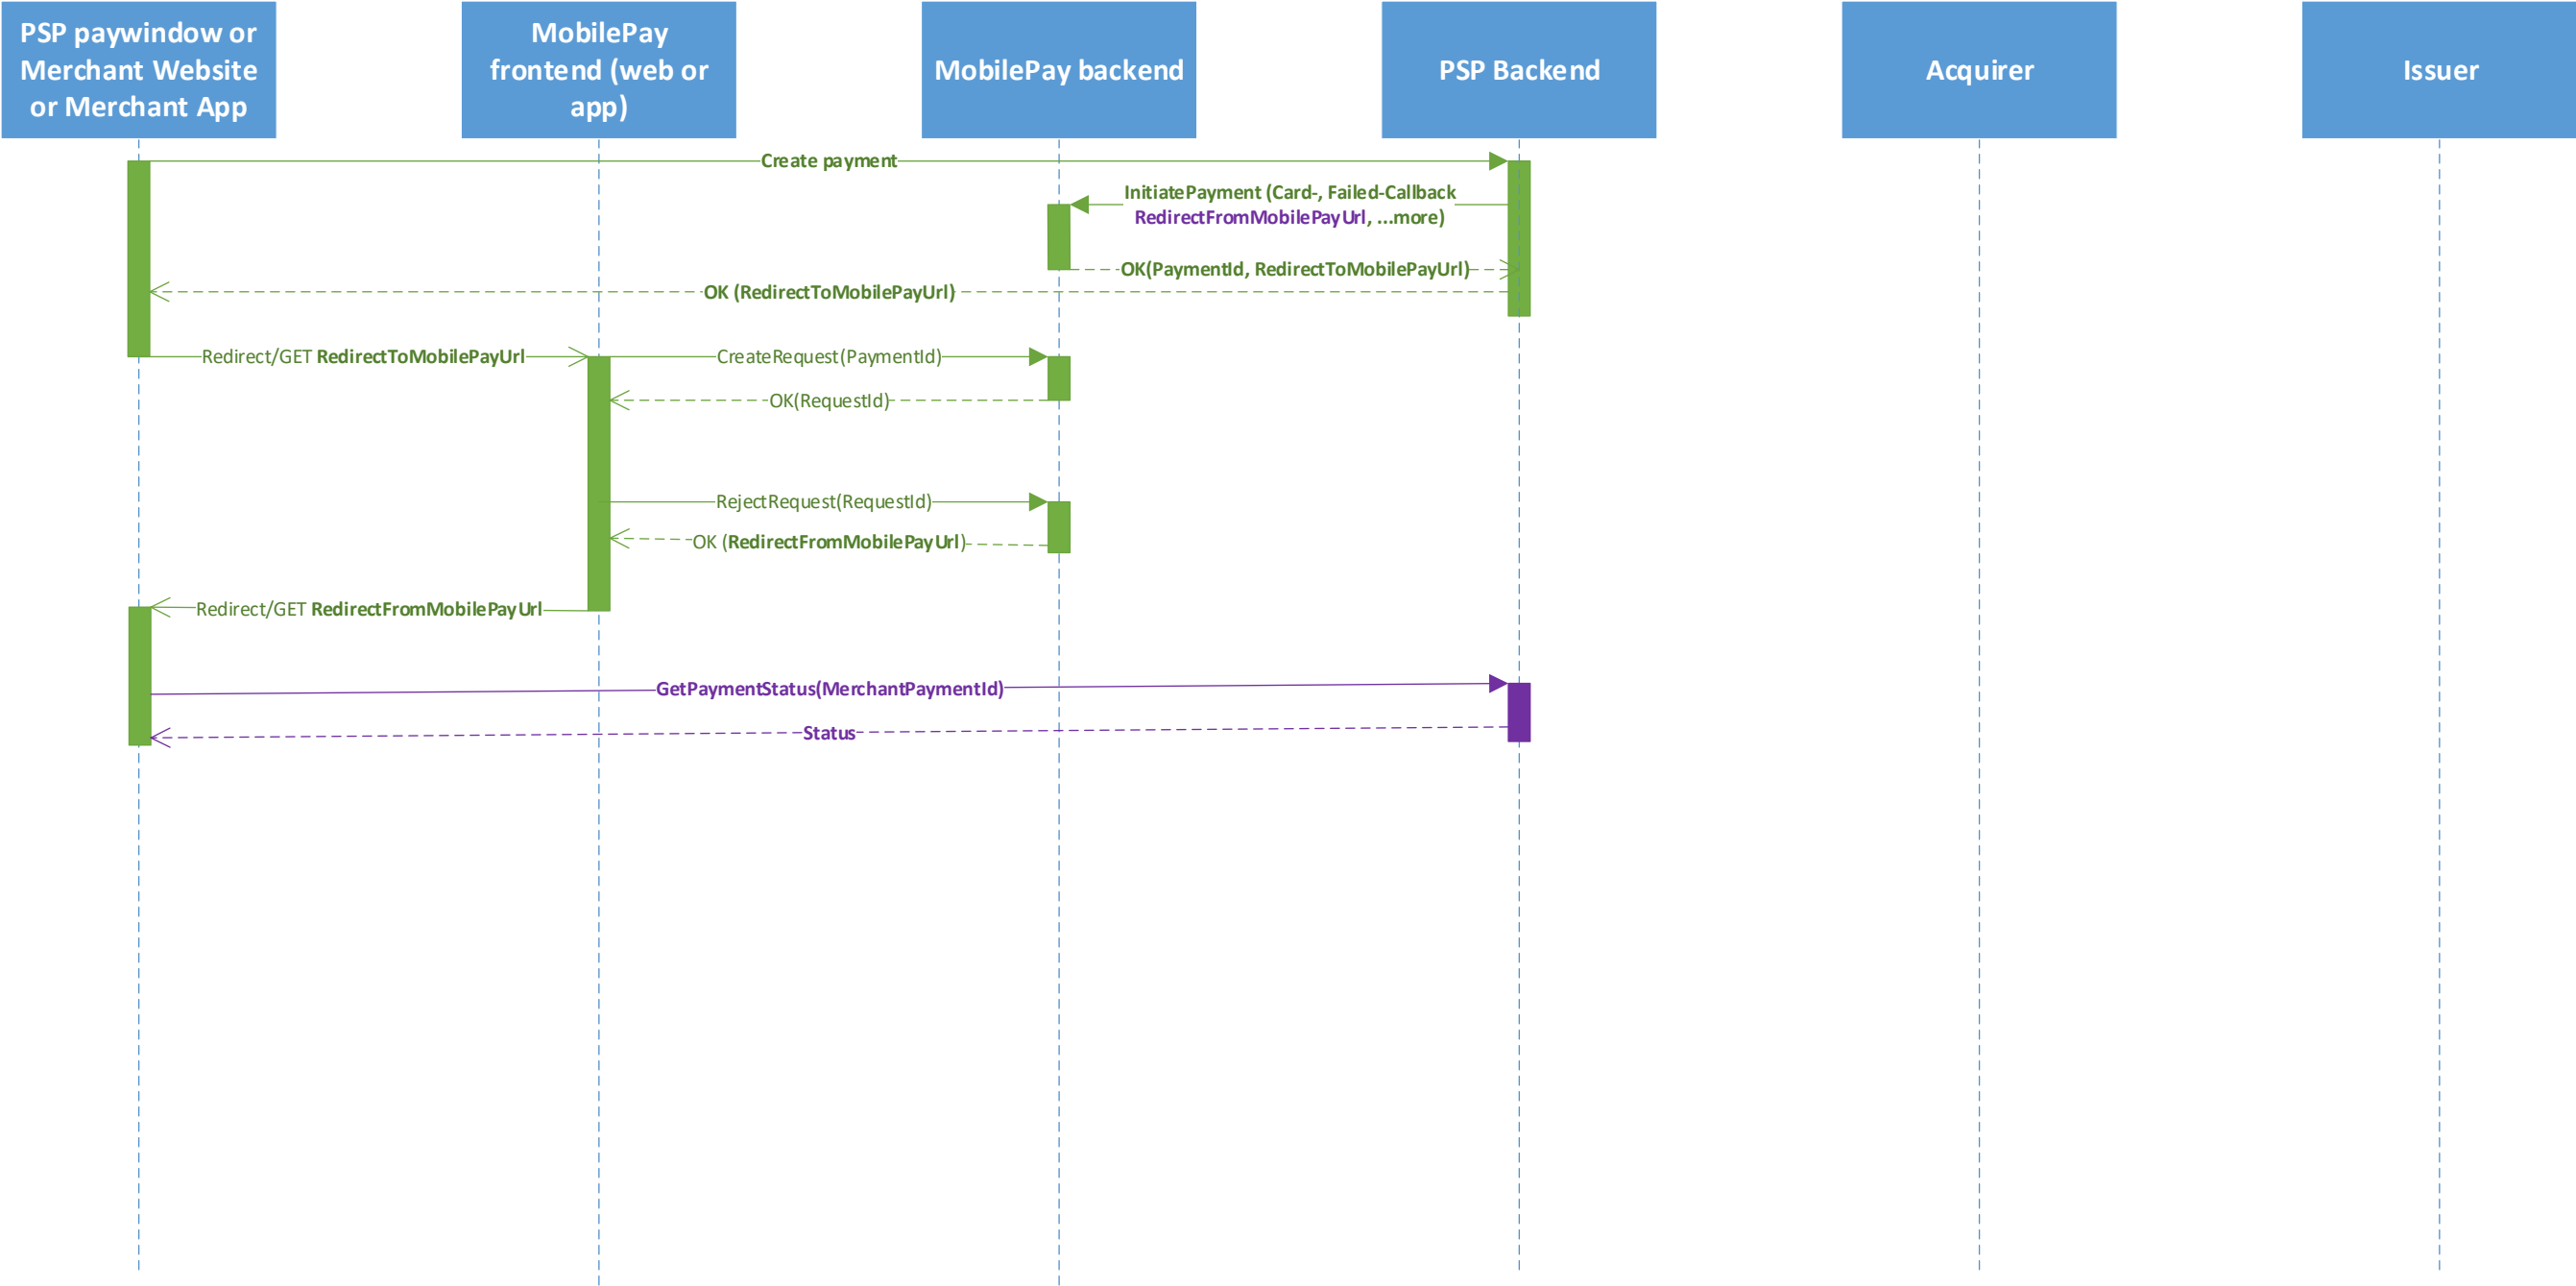 PSP paywindow or
Merchant Website
or Merchant App
MobilePay
frontend (web or
app)
MobilePay backend
PSP Backend
Acquirer
Issuer
Create payment
InitiatePayment (Card-, Failed-Callback
RedirectFromMobilePayUrl, ...more)
OK(PaymentId, RedirectToMobilePayUrl)
OK (RedirectToMobilePayUrl)
Redirect/GET RedirectToMobilePayUrl
CreateRequest(PaymentId)
OK(RequestId)
RejectRequest(RequestId)
OK (RedirectFromMobilePayUrl)
Redirect/GET RedirectFromMobilePayUrl
GetPaymentStatus(MerchantPaymentId)
Status